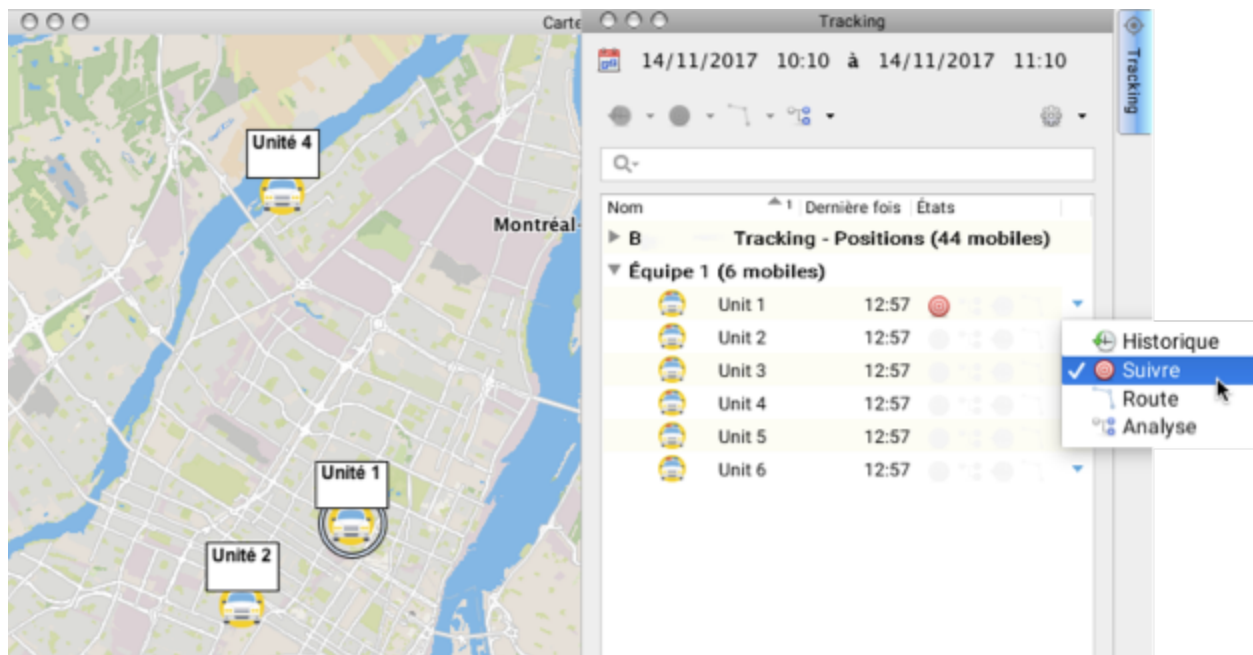 Carte
Unité 4
Montréal-
Unité 1
Unité 2
Tracking
14/11/2017 10:10 à 14/11/2017 11:10
Nom 1 Dernière fois États
B Tracking - Positions (44 mobiles)
Équipe 1 (6 mobiles)
Unit 1 12:57
Unit 2 12:57
Unit 3 12:57
Unit 4 12:57
Unit 5 12:57
Unit 6 12:57
Historique
Suivre
Route
Analyse
Tracking